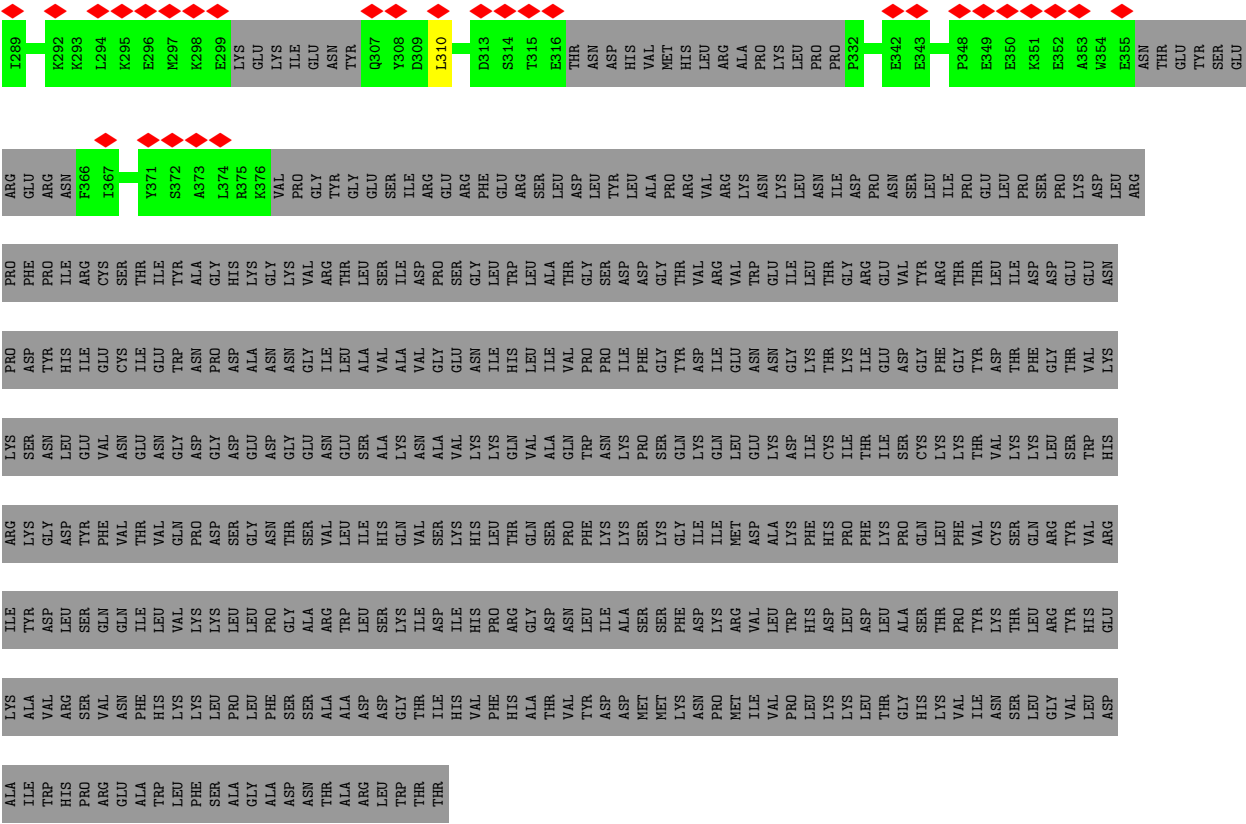 I289 K292 K293 L294 K295 E296 M297 K298 E299 LYS GLU LYS ILE GLU ASN TYR Q307 Y308 D309 L310 D313 S314 T315 E316 THR ASN ASP HIS VAL MET HIS LEU ARG ALA PRO LYS LEU PRO PRO P332 E342 E343 P348 E349 E350 K351 E352 A353 W354 E355 ASN THR GLU TYR SER GLU
ARG GLU ARG ASN F366 I367 Y371 S372 A373 L374 R375 K376 VAL PRO GLY TYR GLY GLU SER ILE ARG GLU ARG PHE GLU ARG SER LEU ASP LEU TYR LEU ALA PRO ARG VAL ARG LYS ASN LYS LEU ASN ILE ASP PRO ASN SER LEU ILE PRO GLU LEU PRO SER PRO LYS ASP LEU ARG
PRO PHE PRO ILE ARG CYS SER THR ILE TYR ALA GLY HIS LYS GLY LYS VAL ARG THR LEU SER ILE ASP PRO SER GLY LEU TRP LEU ALA THR GLY SER ASP ASP GLY THR VAL ARG VAL TRP GLU ILE LEU THR GLY ARG GLU VAL TYR ARG THR THR LEU ILE ASP ASP GLU GLU ASN
PRO ASP TYR HIS ILE GLU CYS ILE GLU TRP ASN PRO ASP ALA ASN ASN GLY ILE LEU ALA VAL ALA VAL GLY GLU ASN ILE HIS LEU ILE VAL PRO PRO ILE PHE GLY TYR ASP ILE GLU ASN ASN GLY LYS THR LYS ILE GLU ASP GLY PHE GLY TYR ASP THR PHE GLY THR VAL LYS
LYS SER ASN LEU GLU VAL ASN GLU ASN GLY ASP GLY ASP GLU ASP GLY GLU ASN GLU SER ALA LYS ASN ALA VAL LYS LYS GLN VAL ALA GLN TRP ASN LYS PRO SER GLN LYS GLN LEU GLU LYS ASP ILE CYS ILE THR ILE SER CYS LYS LYS THR VAL LYS LYS LEU SER TRP HIS
ARG LYS GLY ASP TYR PHE VAL THR VAL GLN PRO ASP SER GLY ASN THR SER VAL LEU ILE HIS GLN VAL SER LYS HIS LEU THR GLN SER PRO PHE LYS LYS SER LYS GLY ILE ILE MET ASP ALA LYS PHE HIS PRO PHE LYS PRO GLN LEU PHE VAL CYS SER GLN ARG TYR VAL ARG
ILE TYR ASP LEU SER GLN GLN ILE LEU VAL LYS LYS LEU LEU PRO GLY ALA ARG TRP LEU SER LYS ILE ASP ILE HIS PRO ARG GLY ASP ASN LEU ILE ALA SER SER PHE ASP LYS ARG VAL LEU TRP HIS ASP LEU ASP LEU ALA SER THR PRO TYR LYS THR LEU ARG TYR HIS GLU
LYS ALA VAL ARG SER VAL ASN PHE HIS LYS LYS LEU PRO LEU PHE SER SER ALA ALA ASP ASP GLY THR ILE HIS VAL PHE HIS ALA THR VAL TYR ASP ASP MET MET LYS ASN PRO MET ILE VAL PRO LEU LYS LYS LEU THR GLY HIS LYS VAL ILE ASN SER LEU GLY VAL LEU ASP
ALA ILE TRP HIS PRO ARG GLU ALA TRP LEU PHE SER ALA GLY ALA ASP ASN THR ALA ARG LEU TRP THR THR